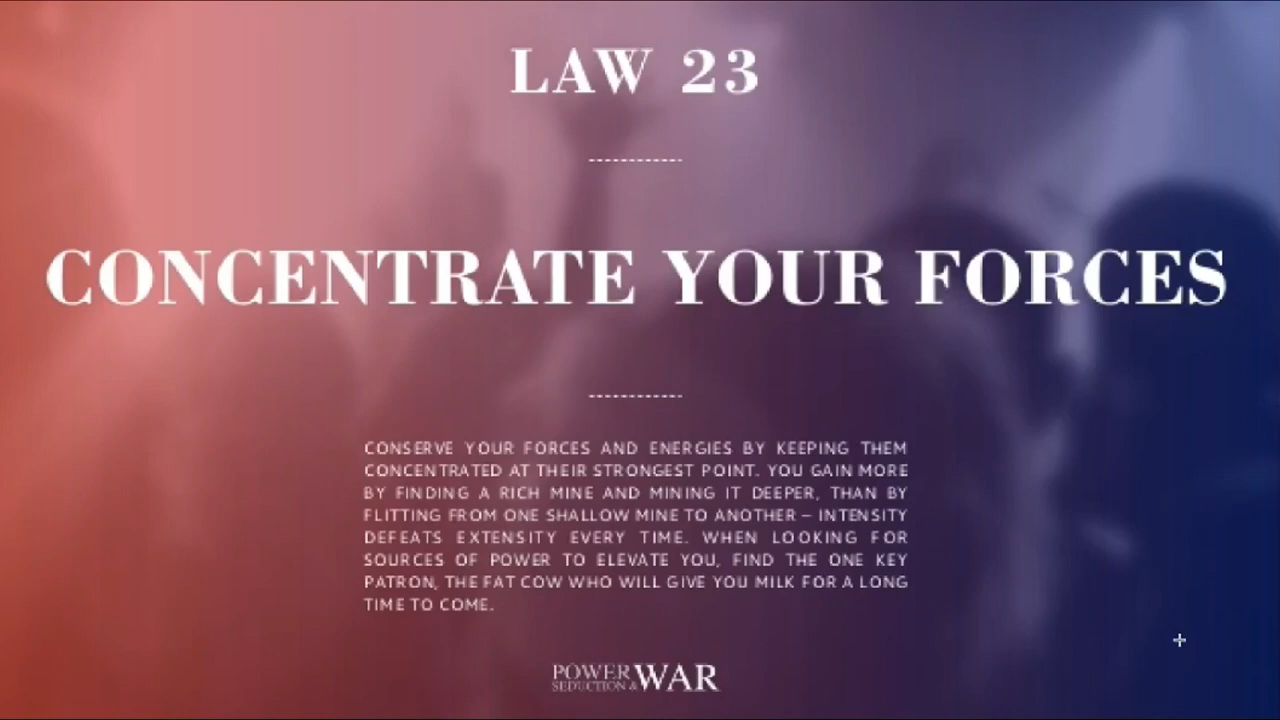 LAW 23
CONCENTRATE YOUR FORCES
CONSERVE YOUR FORCES AND ENERGIES BY KEEPING THEM
CONCENTRATED AT THEIR STRONGEST POINT. YOU GAIN MORE
BY FINDING A RICH MINE AND MINING IT DEEPER, THAN BY
FLITTING FROM ONE SHALLOW MINE TO ANOTHER – INTENSITY
DEFEATS EXTENSITY EVERY TIME. WHEN LOOKING FOR
SOURCES OF POWER TO ELEVATE YOU, FIND THE ONE KEY
PATRON, THE FAT COW WHO WILL GIVE YOU MILK FOR A LONG
TIME TO COME.
POWER
SEDUCTION & WAR